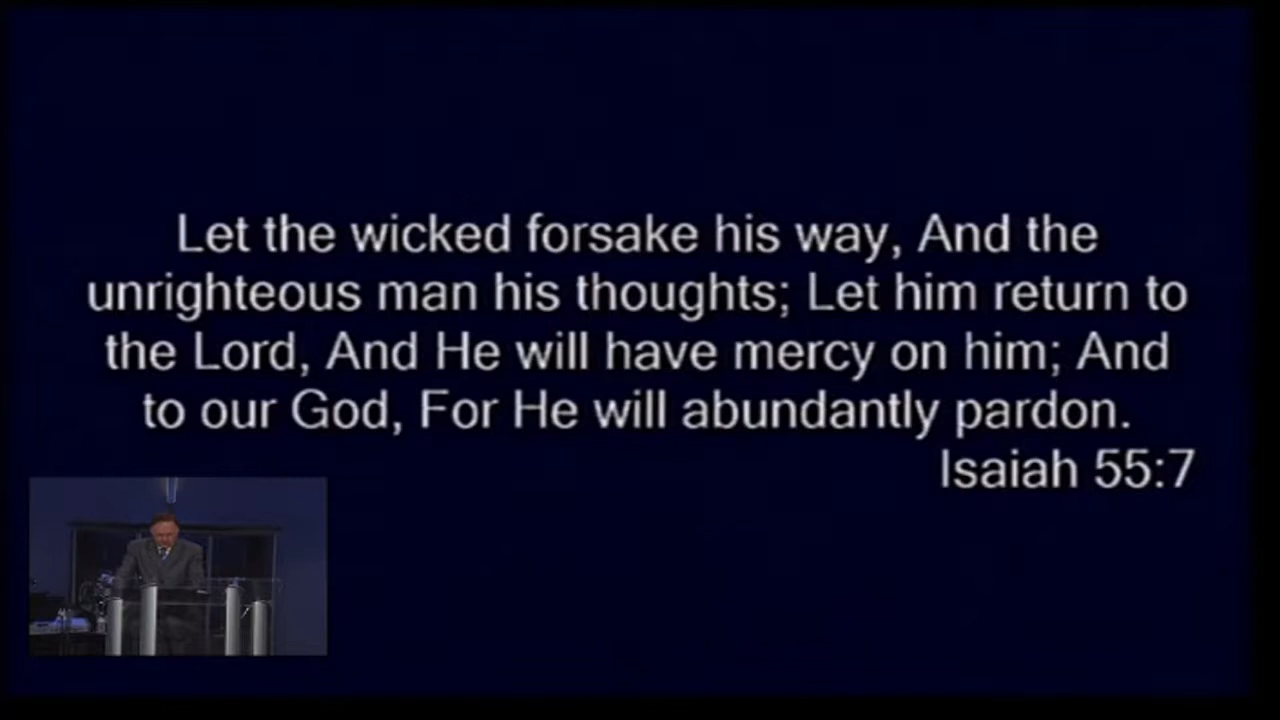 Let the wicked forsake his way, And the
unrighteous man his thoughts; Let him return to
the Lord, And He will have mercy on him; And
to our God, For He will abundantly pardon.
Isaiah 55:7